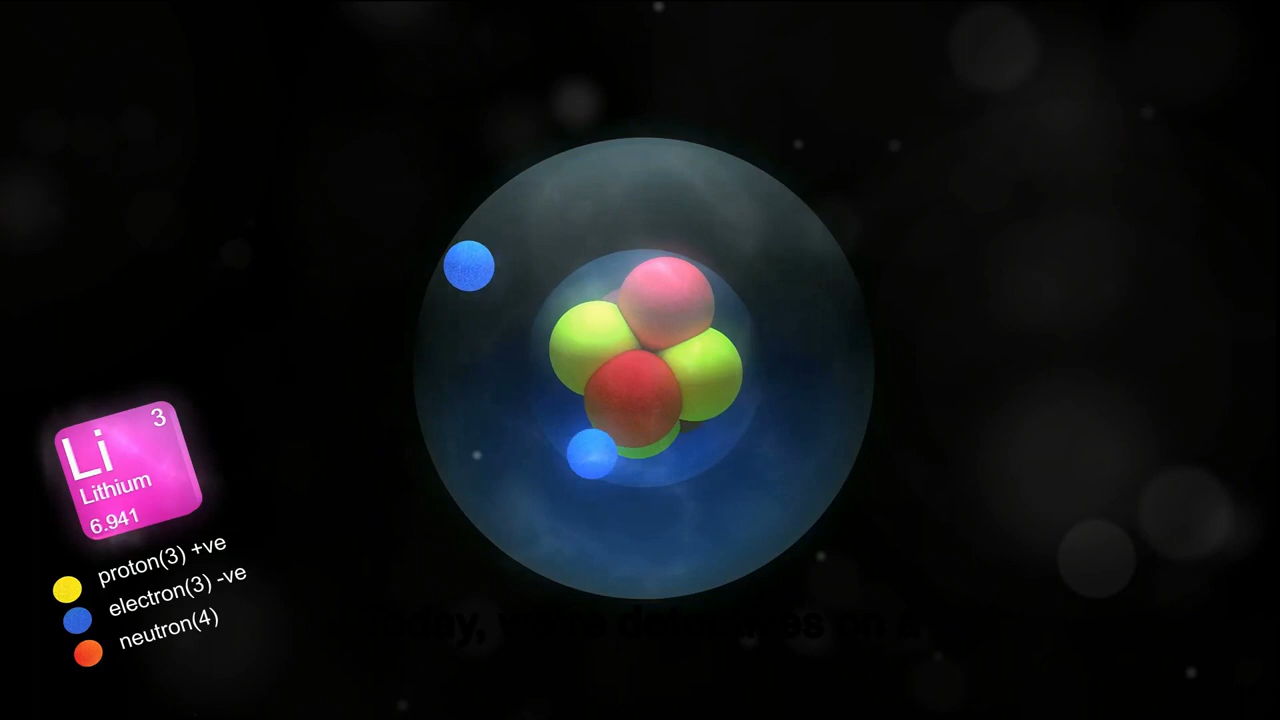 3
Li
Lithium
6.941
proton(3) +ve
electron(3) -ve
neutron(4)